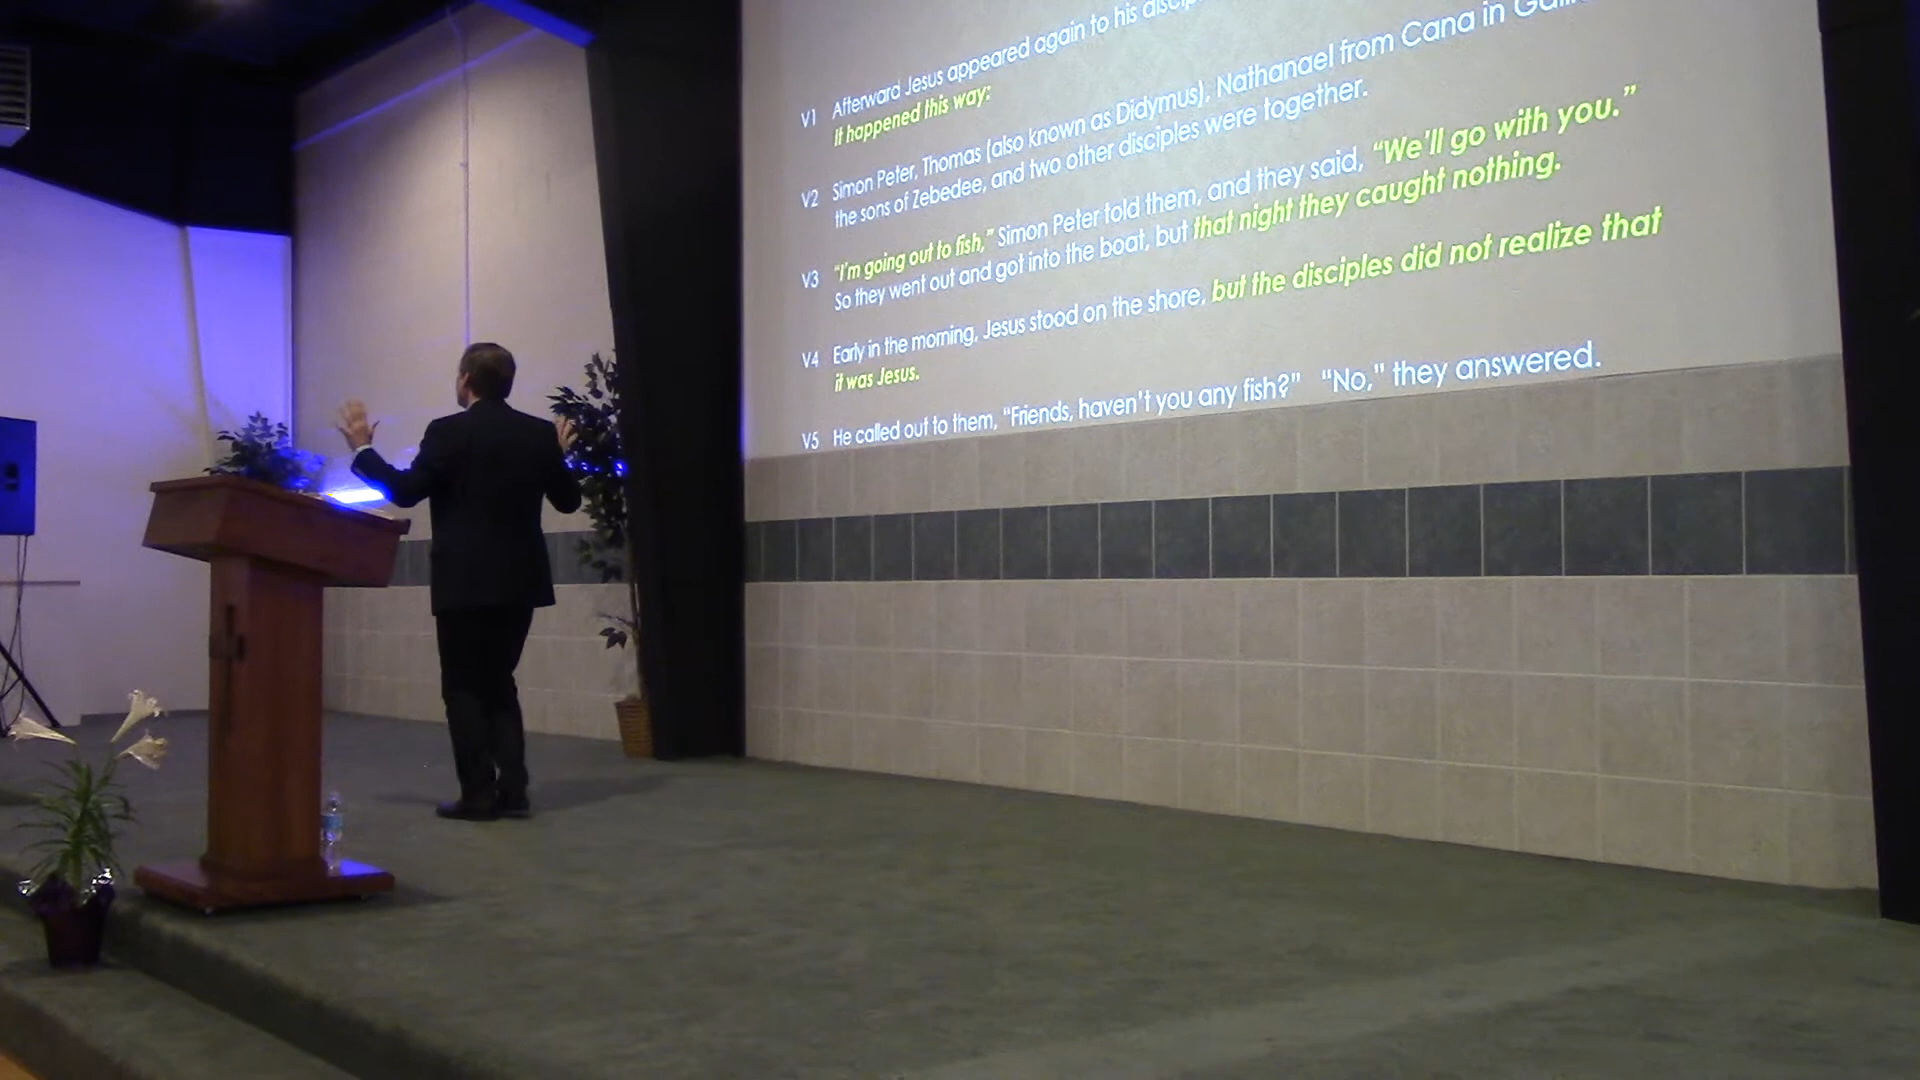 V1 Afterward Jesus appeared again to his
It happened this way:
V2 Simon Peter, Thomas (also known as Didymus), Nathanael from Cana in
the sons of Zebedee, and two other disciples were together.
V3 “I'm going out to fish,” Simon Peter told them, and they said, “We'll go with you.”
So they went out and got into the boat, but that night they caught nothing.
V4 Early in the morning, Jesus stood on the shore, but the disciples did not realize that
it was Jesus.
V5 He called out to them, “Friends, haven't you any fish?” “No,” they answered.